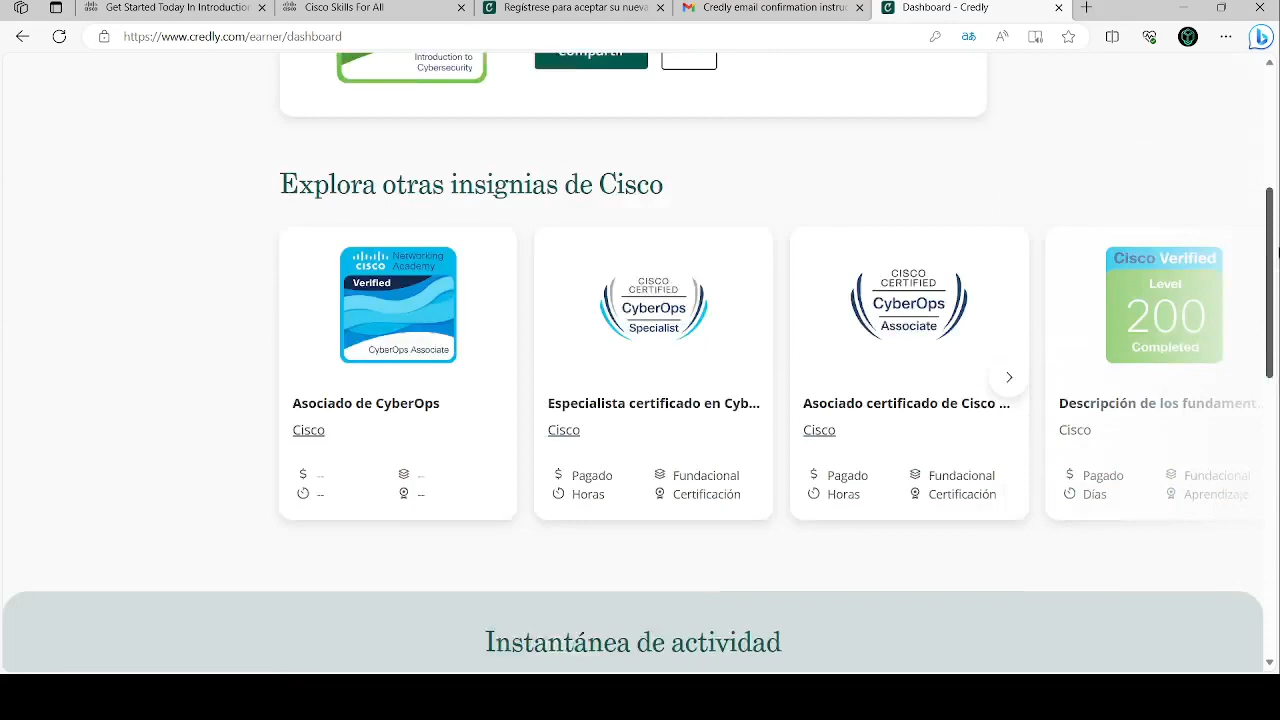 Get Started Today In Introduction
Cisco Skills For All
Regístrese para aceptar su nueva
Credly email confirmation instruc
Dashboard - Credly
https://www.credly.com/earner/dashboard
Introduction to
Cybersecurity
Compartir
Explora otras insignias de Cisco
CISCO Networking Academy
Verified
CyberOps Associate
CISCO
CERTIFIED
CyberOps
Specialist
CISCO
CERTIFIED
CyberOps
Associate
Cisco Verified
Level
200
Completed
Asociado de CyberOps
Cisco
$ --
--
--
--
Especialista certificado en Cyb...
Cisco
$ Pagado
Fundacional
Horas
Certificación
Asociado certificado de Cisco ...
Cisco
$ Pagado
Fundacional
Horas
Certificación
Descripción de los fundament...
Cisco
$ Pagado
Fundacional
Días
Aprendizaje
Instantánea de actividad